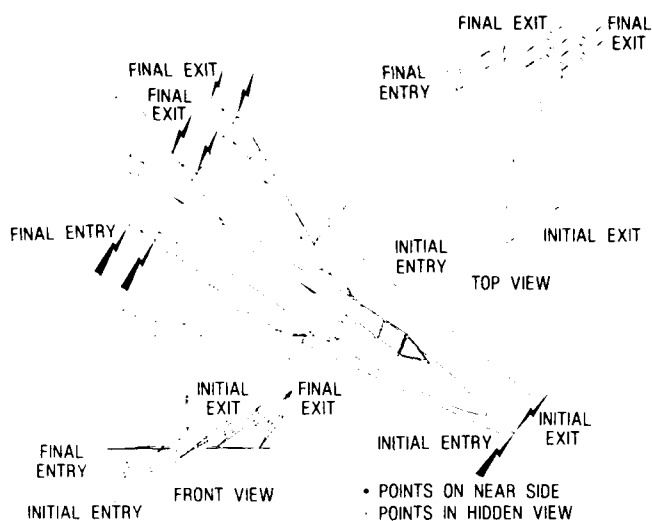 FINAL EXIT
FINAL
EXIT
FINAL EXIT
FINAL
EXIT
FINAL
ENTRY
FINAL ENTRY
INITIAL
ENTRY
INITIAL EXIT
TOP VIEW
INITIAL
EXIT
FINAL
EXIT
FINAL
ENTRY
INITIAL ENTRY
FRONT VIEW
INITIAL ENTRY
INITIAL
EXIT
• POINTS ON NEAR SIDE
· POINTS IN HIDDEN VIEW